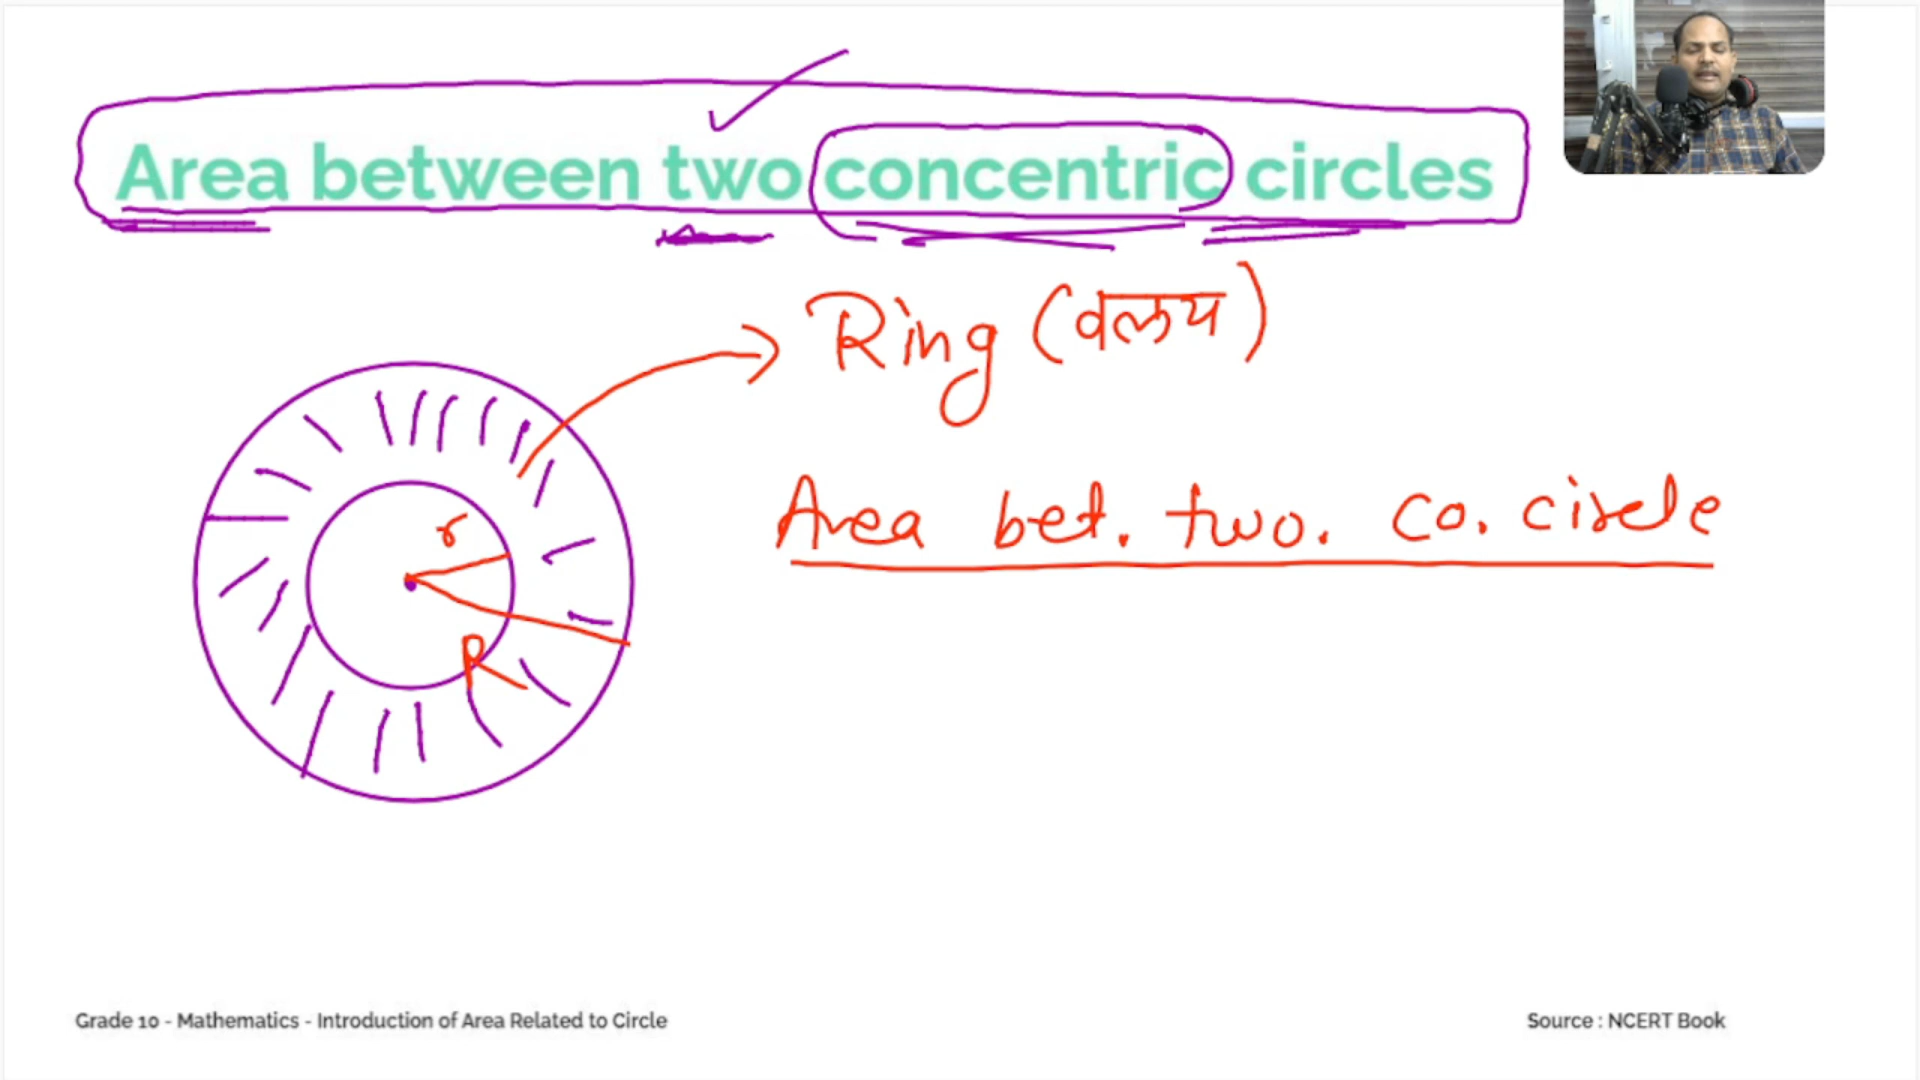 Area between two concentric circles
Ring (वलय)
r
R
Area bet. two. co. circle
Grade 10 - Mathematics - Introduction of Area Related to Circle
Source : NCERT Book